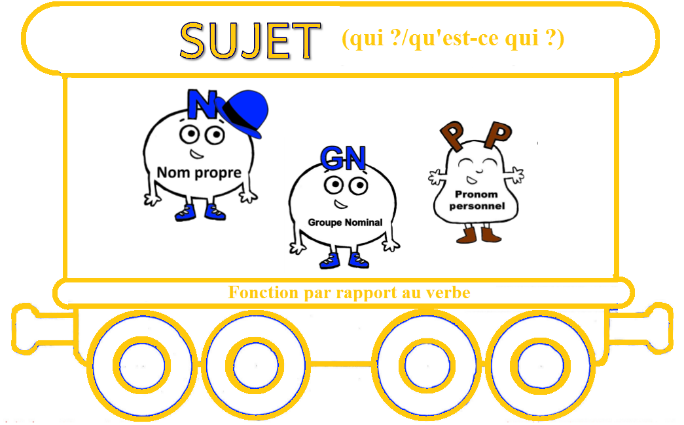 SUJET (qui ?/qu'est-ce qui ?)
N
Nom propre
GN
Groupe Nominal
P P
Pronom
personnel
Fonction par rapport au verbe